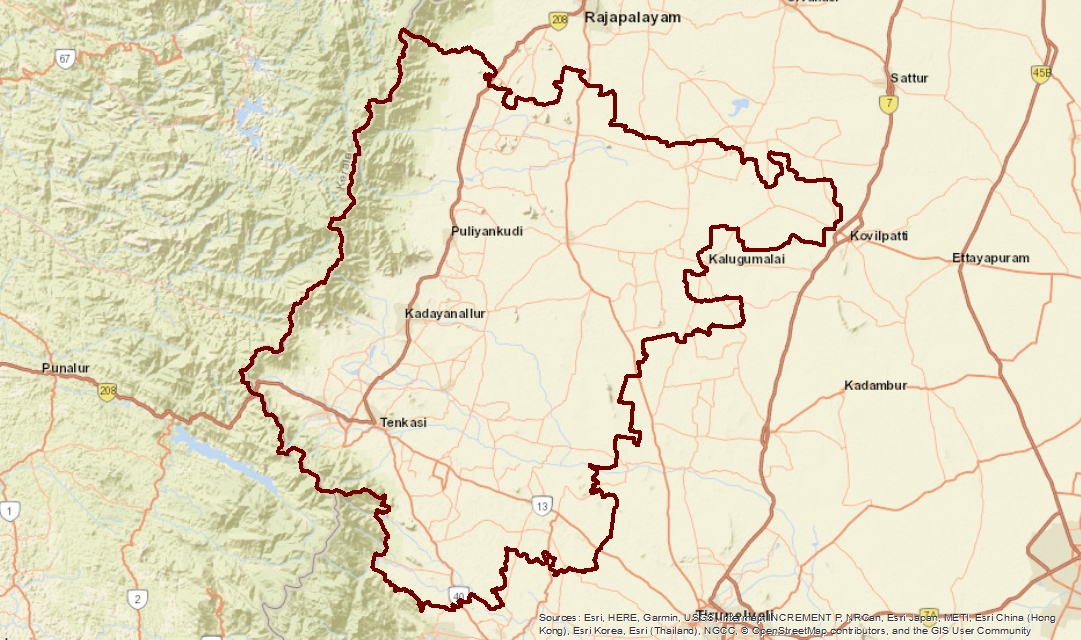 208
Rajapalayam
67
Sattur
45B
7
Puliyankudi
Kovilpatti
Kalugumalai
Ettayapuram
Kadayanallur
Punalur
208
Kadambur
Tenkasi
13
1
2
40
7A
Tirunelveli
Sources: Esri, HERE, Garmin, USGS, Intermap, INCREMENT P, NRCan, Esri Japan, METI, Esri China (Hong
Kong), Esri Korea, Esri (Thailand), NGCC, © OpenStreetMap contributors, and the GIS User Community